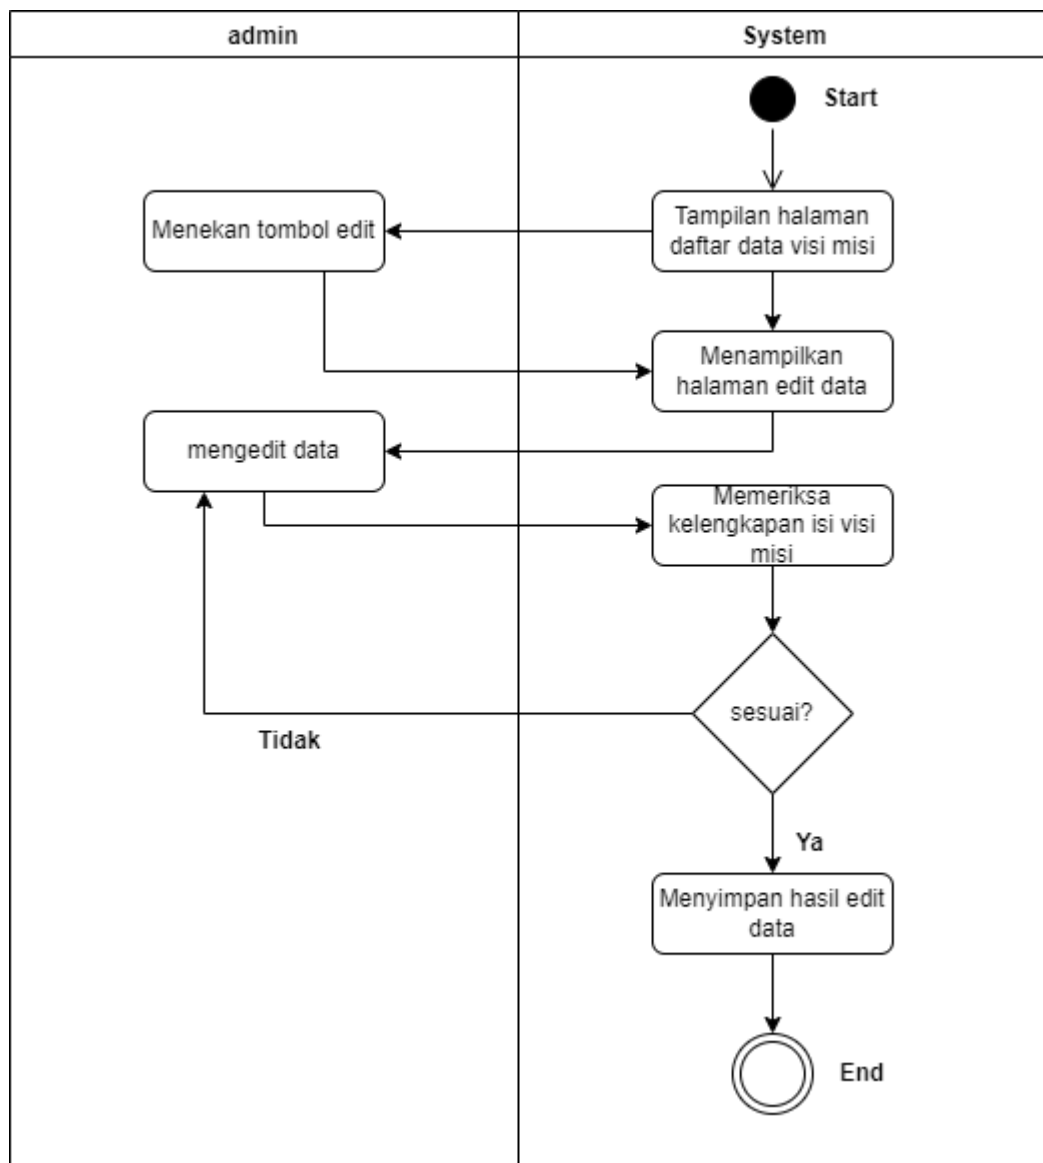 admin
System
Start
Menekan tombol edit
Tampilan halaman
daftar data visi misi
Menampilkan
halaman edit data
mengedit data
Memeriksa
kelengkapan isi visi
misi
sesuai?
Tidak
Ya
Menyimpan hasil edit
data
End